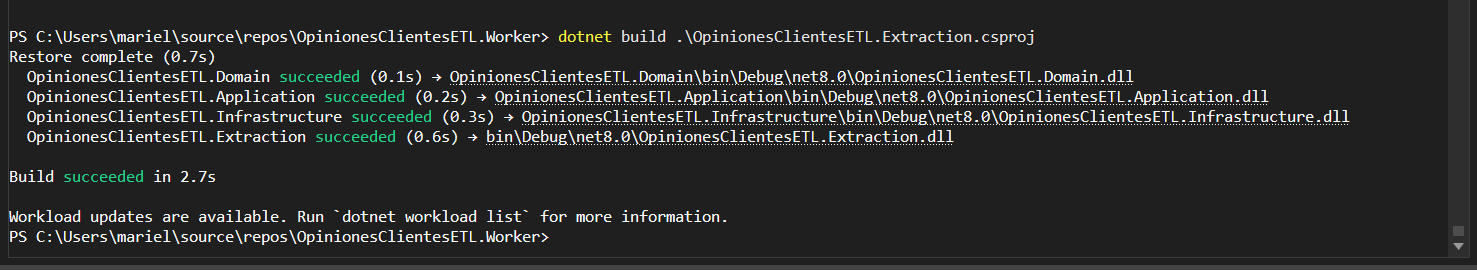 PS C:\Users\mariel\source\repos\OpinionesClientesETL.Worker> dotnet build .\OpinionesClientesETL.Extraction.csproj
Restore complete (0.7s)
  OpinionesClientesETL.Domain succeeded (0.1s) → OpinionesClientesETL.Domain\bin\Debug\net8.0\OpinionesClientesETL.Domain.dll
  OpinionesClientesETL.Application succeeded (0.2s) → OpinionesClientesETL.Application\bin\Debug\net8.0\OpinionesClientesETL.Application.dll
  OpinionesClientesETL.Infrastructure succeeded (0.3s) → OpinionesClientesETL.Infrastructure\bin\Debug\net8.0\OpinionesClientesETL.Infrastructure.dll
  OpinionesClientesETL.Extraction succeeded (0.6s) → bin\Debug\net8.0\OpinionesClientesETL.Extraction.dll

Build succeeded in 2.7s

Workload updates are available. Run `dotnet workload list` for more information.
PS C:\Users\mariel\source\repos\OpinionesClientesETL.Worker>